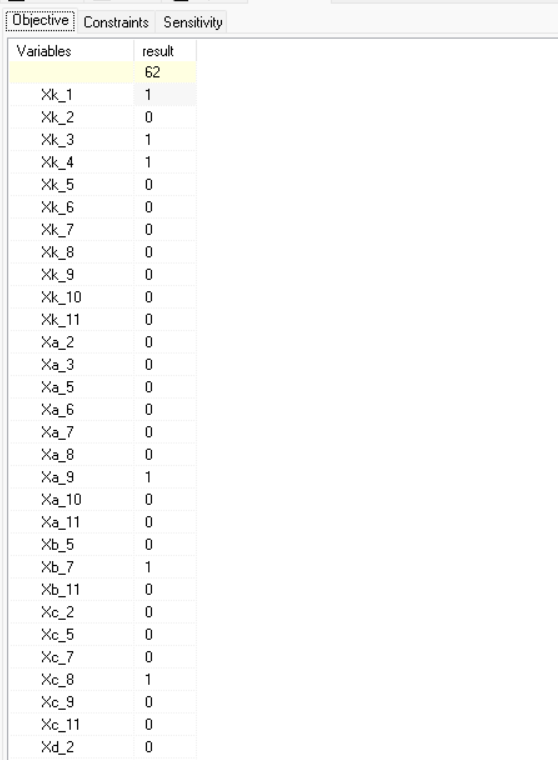 Objective Constraints Sensitivity
Variables result
62
Xk_1 1
Xk_2 0
Xk_3 1
Xk_4 1
Xk_5 0
Xk_6 0
Xk_7 0
Xk_8 0
Xk_9 0
Xk_10 0
Xk_11 0
Xa_2 0
Xa_3 0
Xa_5 0
Xa_6 0
Xa_7 0
Xa_8 0
Xa_9 1
Xa_10 0
Xa_11 0
Xb_5 0
Xb_7 1
Xb_11 0
Xc_2 0
Xc_5 0
Xc_7 0
Xc_8 1
Xc_9 0
Xc_11 0
Xd_2 0